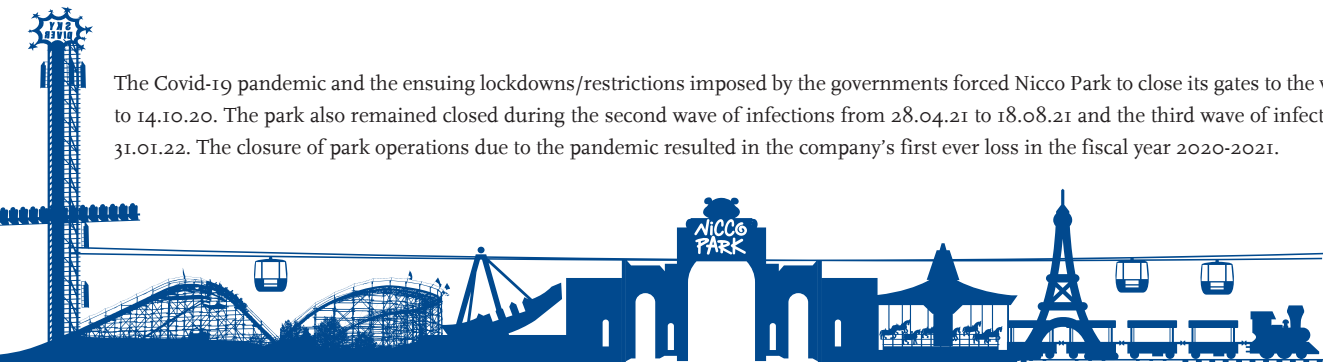 SKY
DIVER
The Covid-19 pandemic and the ensuing lockdowns/restrictions imposed by the governments forced Nicco Park to close its gates to the
to 14.10.20. The park also remained closed during the second wave of infections from 28.04.21 to 18.08.21 and the third wave of infect
31.01.22. The closure of park operations due to the pandemic resulted in the company's first ever loss in the fiscal year 2020-2021.
NICCO
PARK